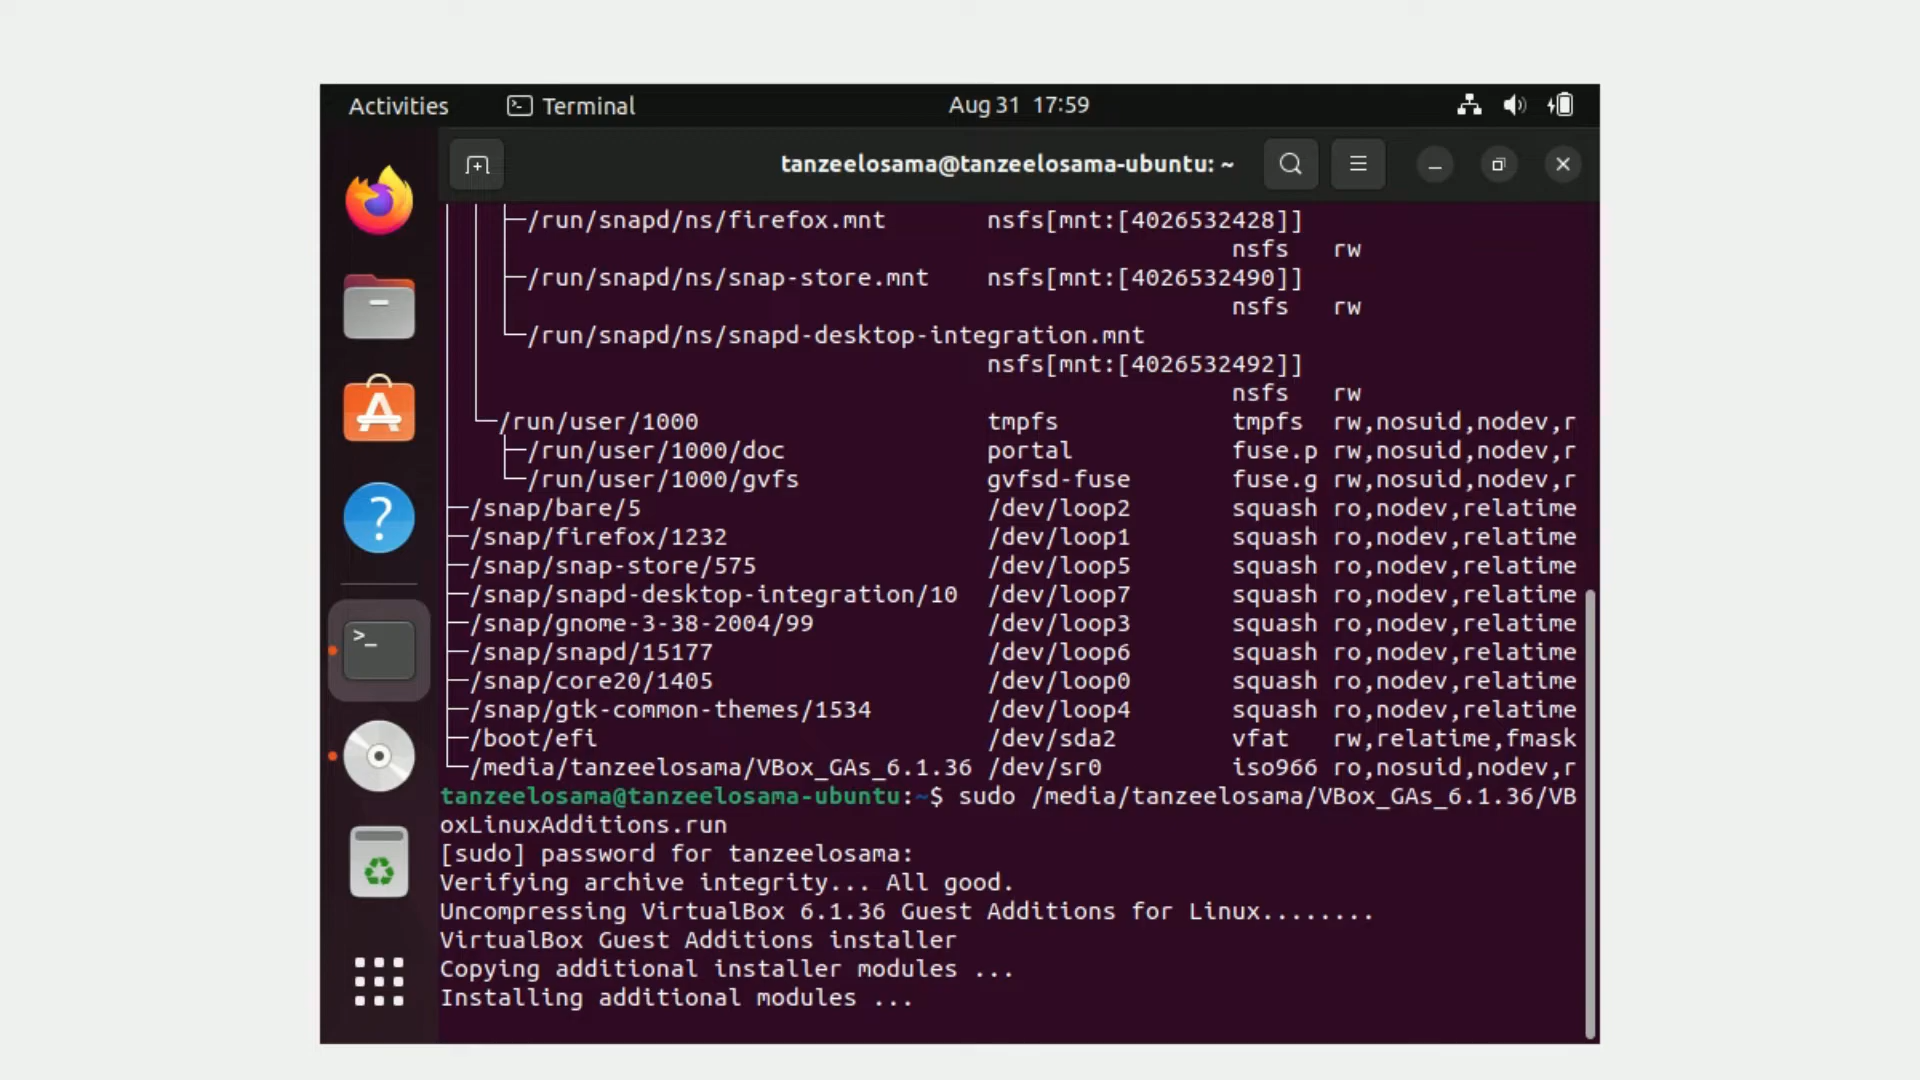 Activities Terminal Aug 31 17:59
tanzeelosama@tanzeelosama-ubuntu: ~
├─/run/snapd/ns/firefox.mnt nsfs[mnt:[4026532428]]
nsfs rw
├─/run/snapd/ns/snap-store.mnt nsfs[mnt:[4026532490]]
nsfs rw
└─/run/snapd/ns/snapd-desktop-integration.mnt
nsfs[mnt:[4026532492]]
nsfs rw
└─/run/user/1000 tmpfs tmpfs rw,nosuid,nodev,r
├─/run/user/1000/doc portal fuse.p rw,nosuid,nodev,r
└─/run/user/1000/gvfs gvfsd-fuse fuse.g rw,nosuid,nodev,r
├─/snap/bare/5 /dev/loop2 squash ro,nodev,relatime
├─/snap/firefox/1232 /dev/loop1 squash ro,nodev,relatime
├─/snap/snap-store/575 /dev/loop5 squash ro,nodev,relatime
├─/snap/snapd-desktop-integration/10 /dev/loop7 squash ro,nodev,relatime
├─/snap/gnome-3-38-2004/99 /dev/loop3 squash ro,nodev,relatime
├─/snap/snapd/15177 /dev/loop6 squash ro,nodev,relatime
├─/snap/core20/1405 /dev/loop0 squash ro,nodev,relatime
├─/snap/gtk-common-themes/1534 /dev/loop4 squash ro,nodev,relatime
├─/boot/efi /dev/sda2 vfat rw,relatime,fmask
└─/media/tanzeelosama/VBox_GAs_6.1.36 /dev/sr0 iso966 ro,nosuid,nodev,r
tanzeelosama@tanzeelosama-ubuntu:~$ sudo /media/tanzeelosama/VBox_GAs_6.1.36/VB
oxLinuxAdditions.run
[sudo] password for tanzeelosama:
Verifying archive integrity... All good.
Uncompressing VirtualBox 6.1.36 Guest Additions for Linux........
VirtualBox Guest Additions installer
Copying additional installer modules ...
Installing additional modules ...